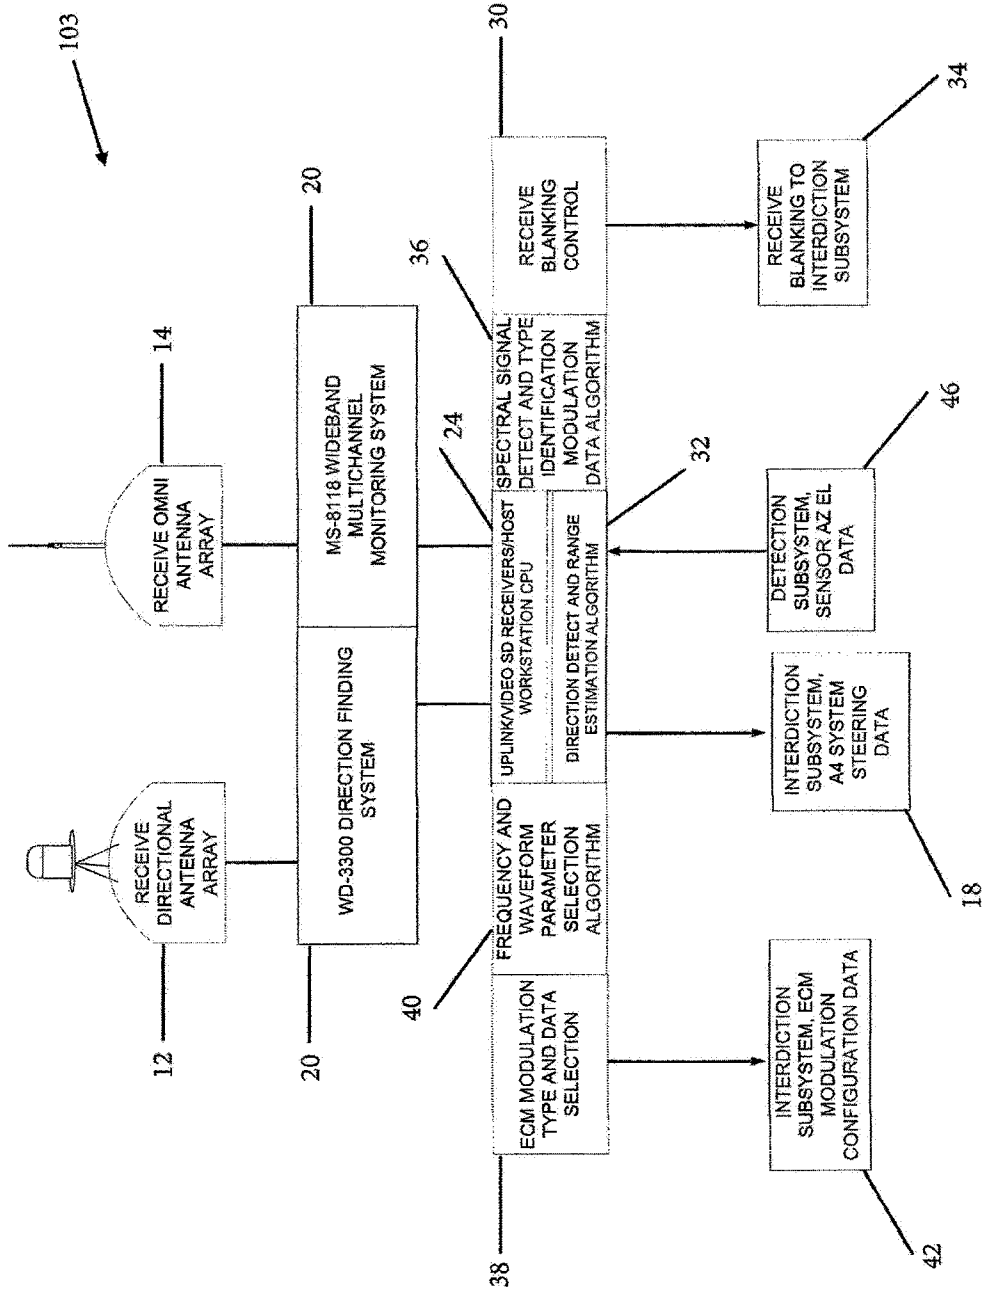 103
12
RECEIVE
DIRECTIONAL
ANTENNA
ARRAY
RECEIVE OMNI
ANTENNA
ARRAY
14
20
WD-3300 DIRECTION FINDING
SYSTEM
MS-8118 WIDEBAND
MULTICHANNEL
MONITORING SYSTEM
20
38
ECM MODULATION
TYPE AND DATA
SELECTION
40
FREQUENCY AND
WAVEFORM
PARAMETER
SELECTION
ALGORITHM
UPLINK/VIDEO SD RECEIVERS/HOST
WORKSTATION CPU
24
DIRECTION DETECT AND RANGE
ESTIMATION ALGORITHM
32
SPECTRAL SIGNAL
DETECT AND TYPE
IDENTIFICATION
MODULATION
DATA ALGORITHM
36
RECEIVE
BLANKING
CONTROL
30
INTERDICTION
SUBSYSTEM, ECM
MODULATION
CONFIGURATION DATA
42
INTERDICTION
SUBSYSTEM,
A4 SYSTEM
STEERING
DATA
18
DETECTION
SUBSYSTEM,
SENSOR AZ EL
DATA
46
RECEIVE
BLANKING TO
INTERDICTION
SUBSYSTEM
34